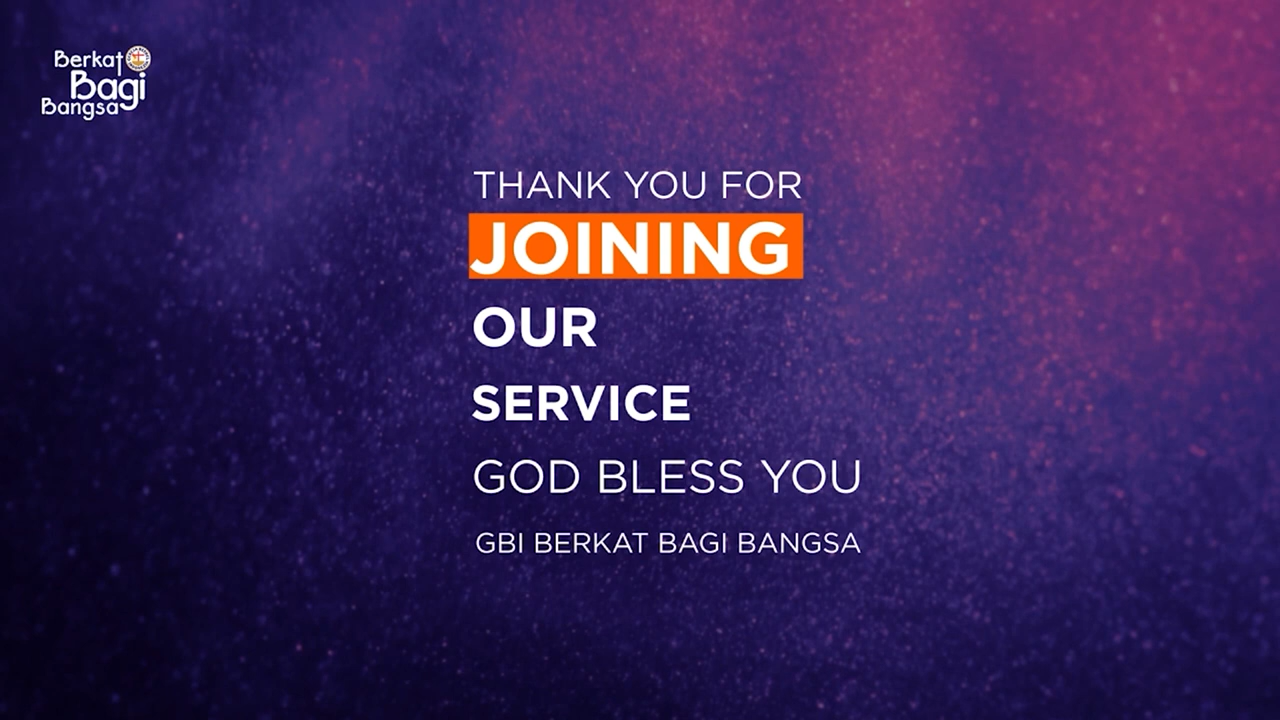 Berkat
Bagi
Bangsa
THANK YOU FOR
JOINING
OUR
SERVICE
GOD BLESS YOU
GBI BERKAT BAGI BANGSA